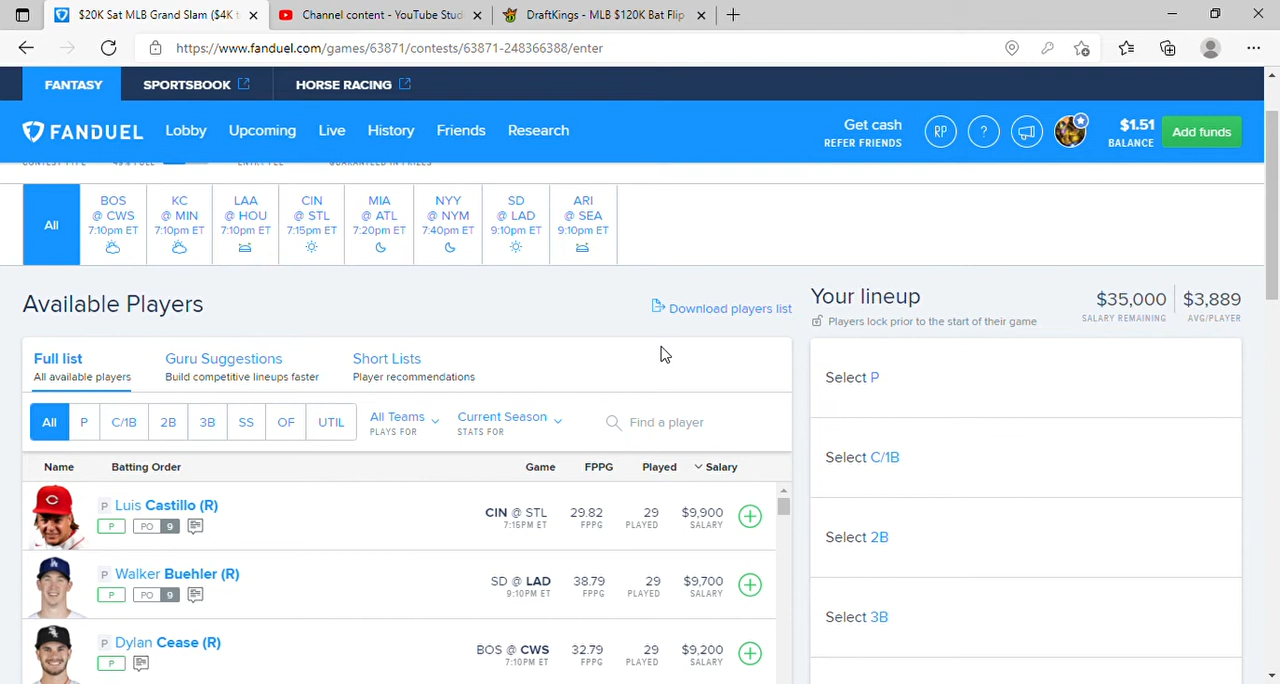 $20K Sat MLB Grand Slam ($4K t
Channel content - YouTube Stud
DraftKings - MLB $120K Bat Flip
https://www.fanduel.com/games/63871/contests/63871-248366388/enter
FANTASY
SPORTSBOOK
HORSE RACING
FANDUEL
Lobby
Upcoming
Live
History
Friends
Research
Get cash
REFER FRIENDS
RP
?
$1.51
BALANCE
Add funds
CONTEST TYPE
ENTRY FEE
GUARANTEED IN PRIZES
All
BOS
@ CWS
7:10pm ET
KC
@ MIN
7:10pm ET
LAA
@ HOU
7:10pm ET
CIN
@ STL
7:15pm ET
MIA
@ ATL
7:20pm ET
NYY
@ NYM
7:40pm ET
SD
@ LAD
9:10pm ET
ARI
@ SEA
9:10pm ET
Available Players
Download players list
Full list
All available players
Guru Suggestions
Build competitive lineups faster
Short Lists
Player recommendations
All
P
C/1B
2B
3B
SS
OF
UTIL
All Teams
PLAYS FOR
Current Season
STATS FOR
Find a player
Name
Batting Order
Game
FPPG
Played
Salary
P Luis Castillo (R)
P
PO 9
CIN @ STL
7:15PM ET
29.82
FPPG
29
PLAYED
$9,900
SALARY
P Walker Buehler (R)
P
PO 9
SD @ LAD
9:10PM ET
38.79
FPPG
29
PLAYED
$9,700
SALARY
P Dylan Cease (R)
P
BOS @ CWS
7:10PM ET
32.79
FPPG
29
PLAYED
$9,200
SALARY
Your lineup
Players lock prior to the start of their game
$35,000
SALARY REMAINING
$3,889
AVG/PLAYER
Select P
Select C/1B
Select 2B
Select 3B